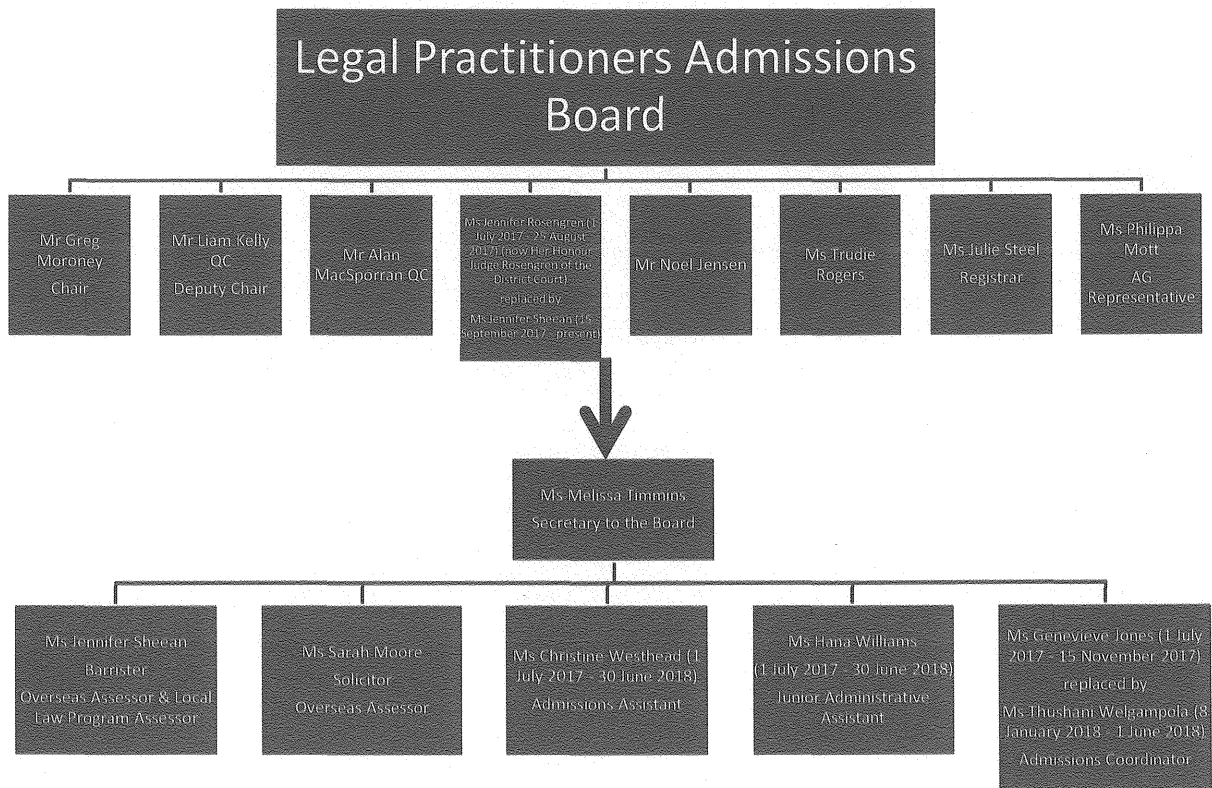 Legal Practitioners Admissions
Board
Mr Greg
Moroney
Chair
Mr Liam Kelly
QC
Deputy Chair
Mr Alan
MacSporran QC
Ms Jennifer Rosengren (1
July 2017 - 25 August
2017) (now Her Honour
Judge Rosengren of the
District Court)
replaced by
Ms Jennifer Sheean (15
September 2017 - present)
Mr Noel Jensen
Ms Trudie
Rogers
Ms Julie Steel
Registrar
Ms Philippa
Mott
AG
Representative
Ms Melissa Timmins
Secretary to the Board
Ms Jennifer Sheean
Barrister
Overseas Assessor & Local
Law Program Assessor
Ms Sarah Moore
Solicitor
Overseas Assessor
Ms Christine Westhead (1
July 2017 - 30 June 2018)
Admissions Assistant
Ms Hana Williams
(1 July 2017 - 30 June 2018)
Junior Administrative
Assistant
Ms Genevieve Jones (1 July
2017 - 15 November 2017)
replaced by
Ms Thushani Welgampola (8
January 2018 - 1 June 2018)
Admissions Coordinator